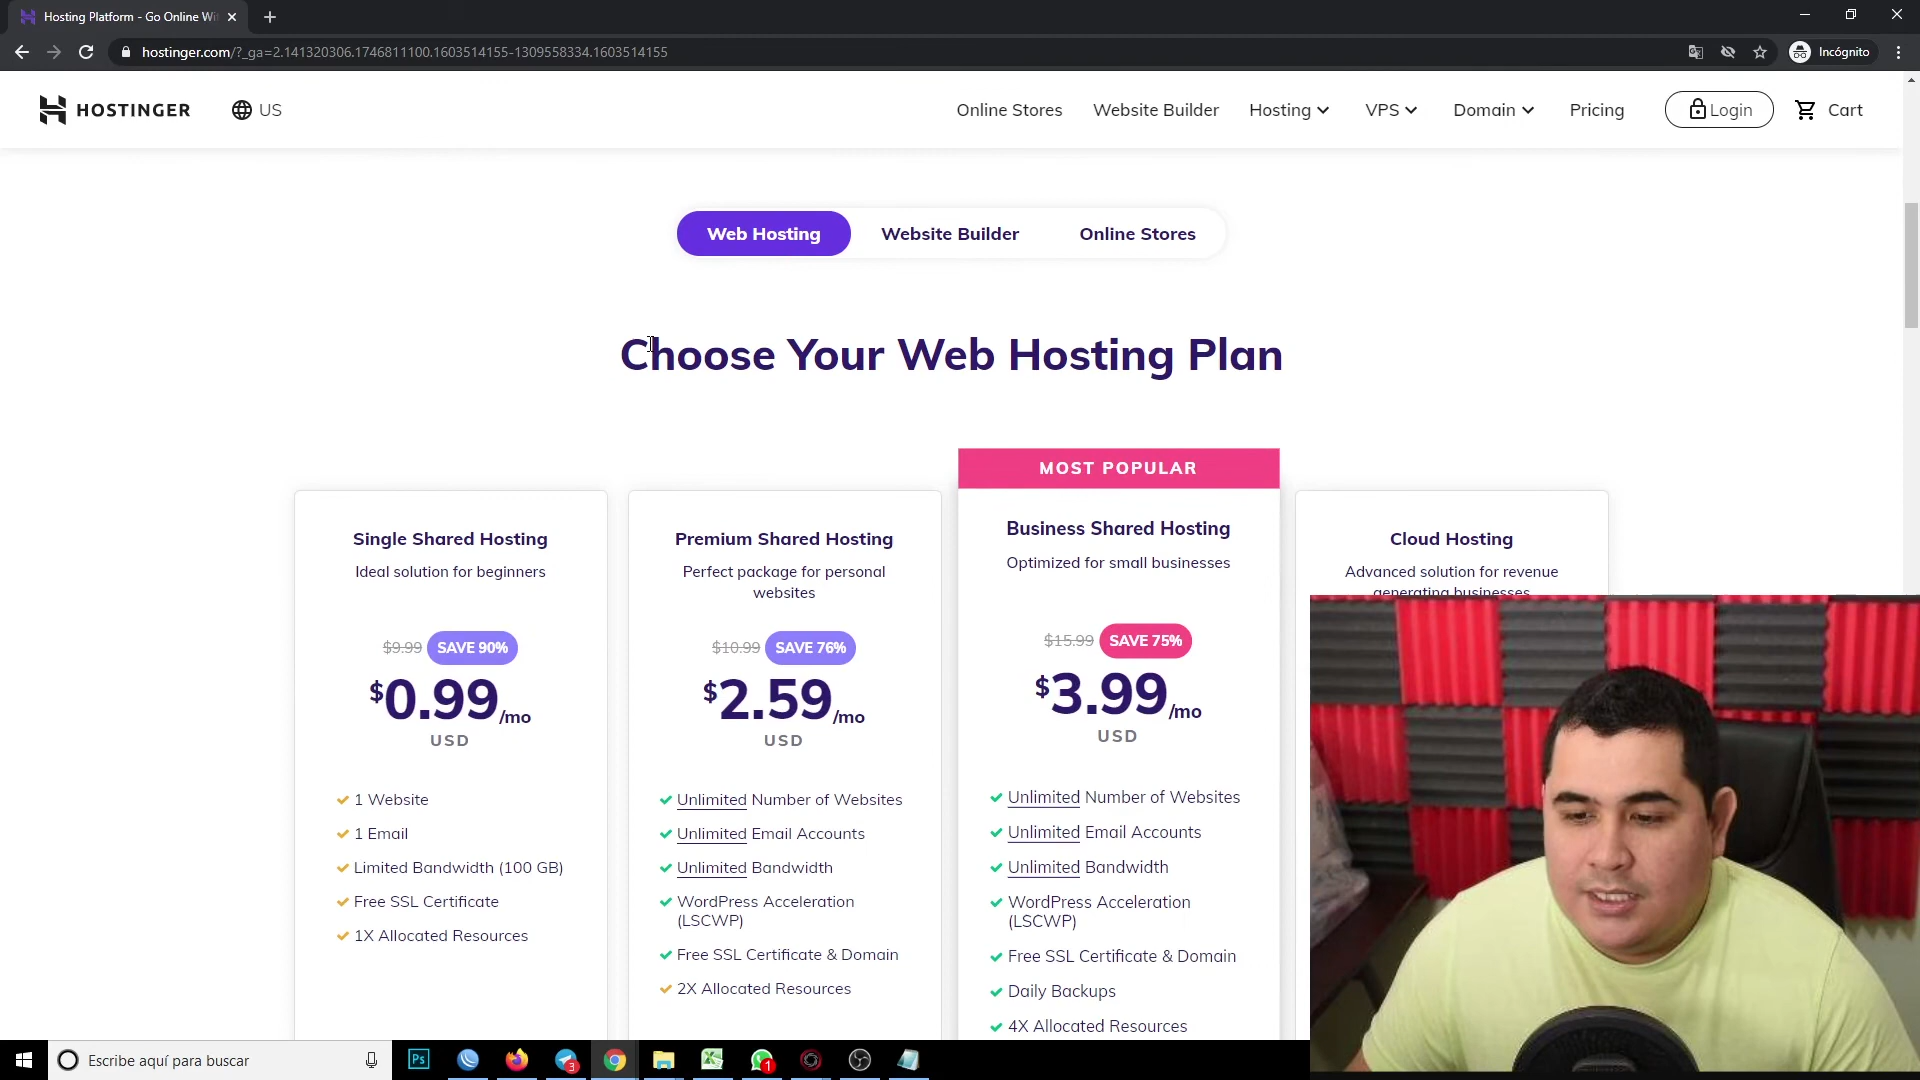 Hosting Platform - Go Online Wi
hostinger.com/?_ga=2.141320306.1746811100.1603514155-1309558334.1603514155
Incógnito
HOSTINGER
US
Online Stores
Website Builder
Hosting
VPS
Domain
Pricing
Login
Cart
Web Hosting
Website Builder
Online Stores
Choose Your Web Hosting Plan
Single Shared Hosting
Ideal solution for beginners
$9.99
SAVE 90%
$0.99/mo
USD
1 Website
1 Email
Limited Bandwidth (100 GB)
Free SSL Certificate
1X Allocated Resources
Premium Shared Hosting
Perfect package for personal
websites
$10.99
SAVE 76%
$2.59/mo
USD
Unlimited Number of Websites
Unlimited Email Accounts
Unlimited Bandwidth
WordPress Acceleration
(LSCWP)
Free SSL Certificate & Domain
2X Allocated Resources
MOST POPULAR
Business Shared Hosting
Optimized for small businesses
$15.99
SAVE 75%
$3.99/mo
USD
Unlimited Number of Websites
Unlimited Email Accounts
Unlimited Bandwidth
WordPress Acceleration
(LSCWP)
Free SSL Certificate & Domain
Daily Backups
4X Allocated Resources
Cloud Hosting
Advanced solution for revenue
generating businesses
Escribe aquí para buscar
Ps
3
1